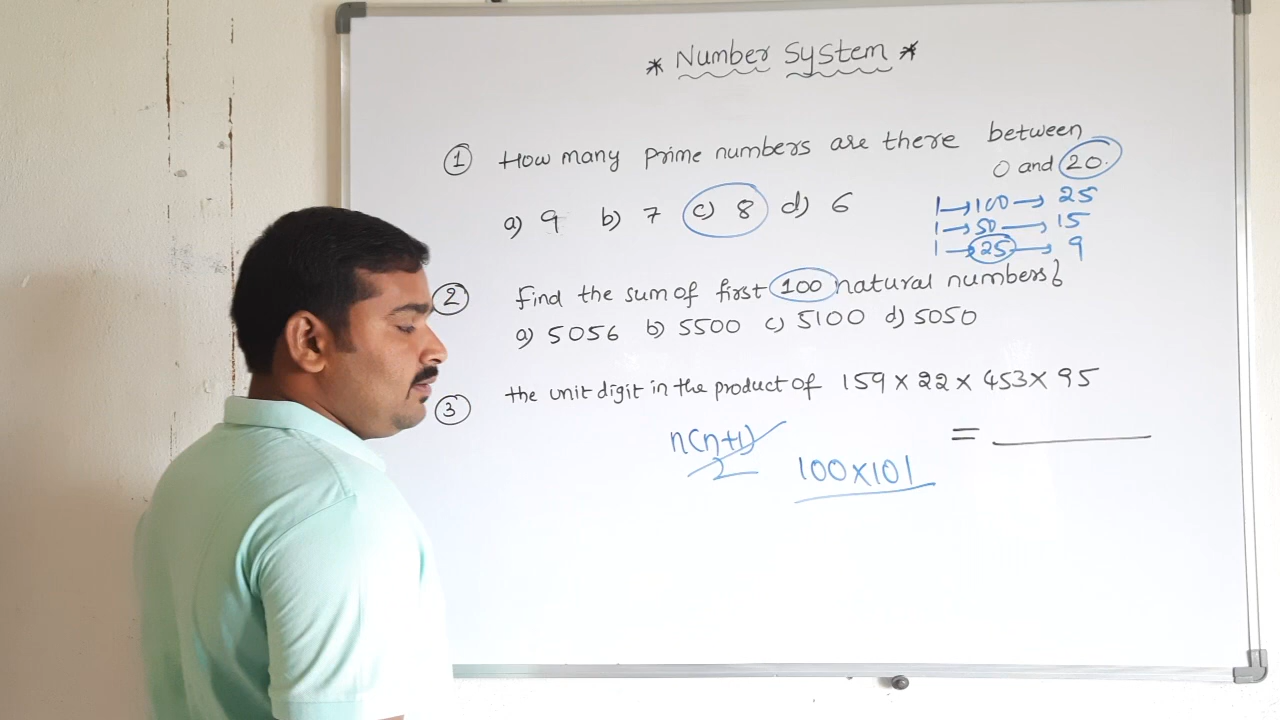 * Number System *
① How many prime numbers are there between
0 and 20.
a) 9 b) 7 c) 8 d) 6
1→100→ 25
1→50→ 15
1→25→ 9
② Find the sum of first 100 natural numbers?
a) 5056 b) 5500 c) 5100 d) 5050
③ the unit digit in the product of 159 × 22 × 453 × 95
= ______
n(n+1)
2
100×101